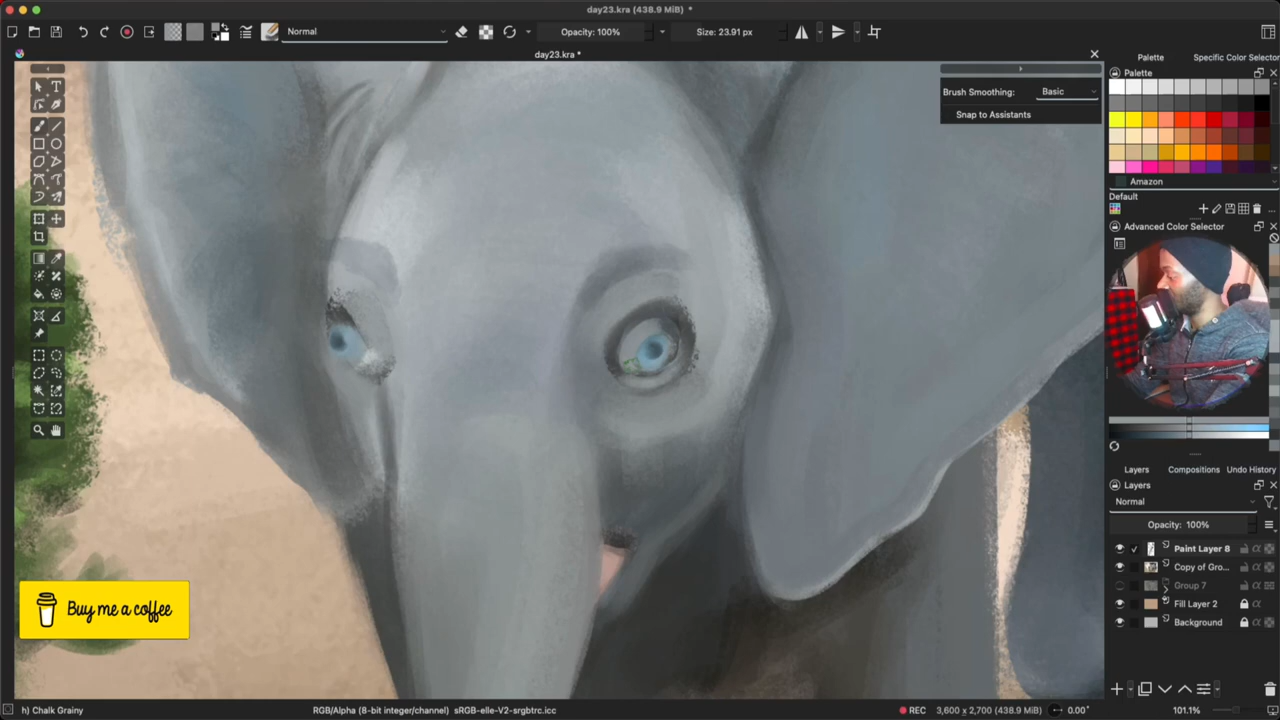 day23.kra (438.9 MiB) *
Normal
Opacity: 100%
Size: 23.91 px
day23.kra *
Palette
Specific Color Selector
Brush Smoothing:
Basic
Snap to Assistants
Palette
Amazon
Default
Advanced Color Selector
Layers
Compositions
Undo History
Layers
Normal
Opacity: 100%
Paint Layer 8
Copy of Gro...
Group 7
Fill Layer 2
Background
Buy me a coffee
h) Chalk Grainy
RGB/Alpha (8-bit integer/channel) sRGB-elle-V2-srgbtrc.icc
REC
3,600 x 2,700 (438.9 MiB)
0.00°
101.1%